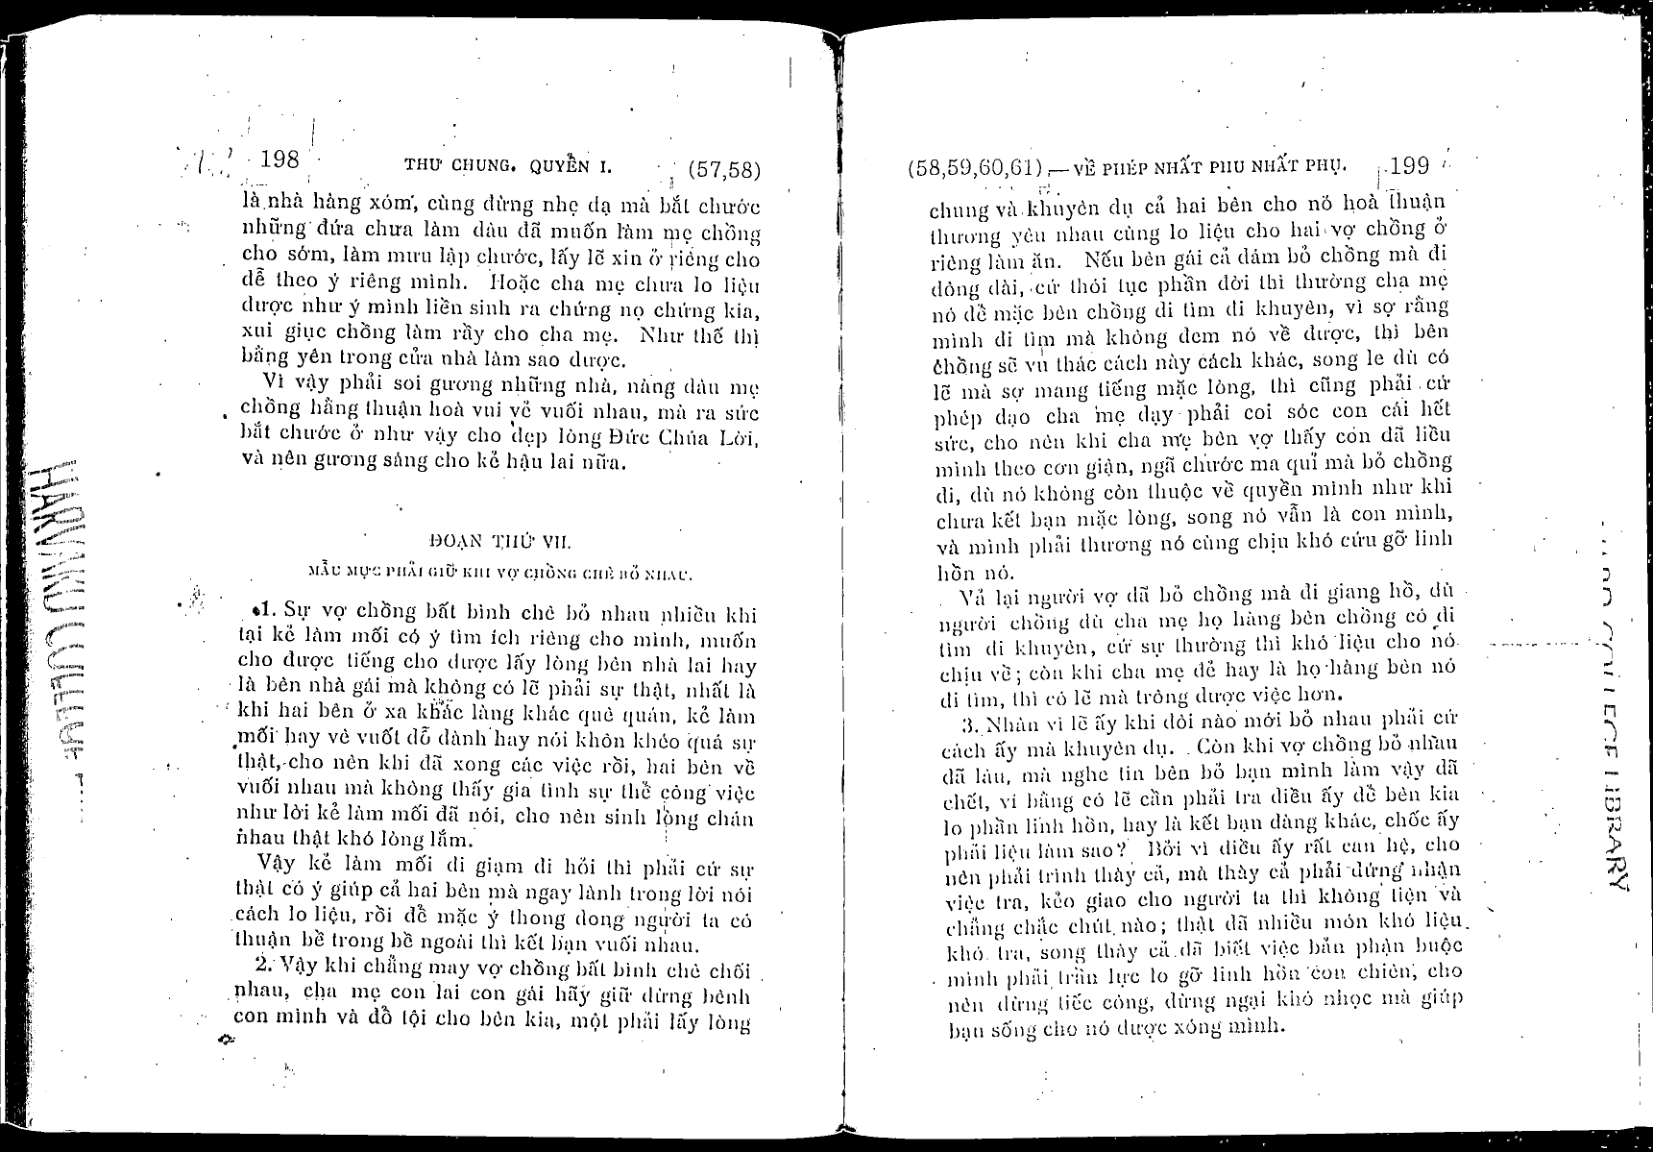 198 THƯ CHUNG. QUYỂN I. (57,58)
là nhà hàng xóm, cùng đừng nhẹ dạ mà bắt chước
những đứa chưa làm dâu đã muốn làm mẹ chồng
cho sớm, làm mưu lập chước, lấy lẽ xin ở riêng cho
dễ theo ý riêng mình. Hoặc cha mẹ chưa lo liệu
được như ý mình liền sinh ra chứng nọ chứng kia,
xui giục chồng làm rầy cho cha mẹ. Như thế thì
bằng yên trong cửa nhà làm sao được.
Vì vậy phải soi gương những nhà, nàng dâu mẹ
chồng hằng thuận hoà vui vẻ vuối nhau, mà ra sức
bắt chước ở như vậy cho đẹp lòng Đức Chúa Lời,
và nên gương sáng cho kẻ hậu lai nữa.
ĐOẠN THỨ VII.
MẪU MỰC PHẢI GIỮ KHI VỢ CHỒNG CHÊ BỎ NHAU.
1. Sự vợ chồng bất bình chê bỏ nhau nhiều khi
tại kẻ làm mối có ý tìm ích riêng cho mình, muốn
cho được tiếng cho được lấy lòng bên nhà lai hay
là bên nhà gái mà không có lẽ phải sự thật, nhất là
khi hai bên ở xa khác làng khác quê quán, kẻ làm
mối hay vẽ vuốt dỗ dành hay nói khôn khéo quá sự
thật, cho nên khi đã xong các việc rồi, hai bên về
vuối nhau mà không thấy gia tình sự thể công việc
như lời kẻ làm mối đã nói, cho nên sinh lòng chán
nhau thật khó lòng lắm.
Vậy kẻ làm mối đi giạm đi hỏi thì phải cứ sự
thật có ý giúp cả hai bên mà ngay lành trong lời nói
cách lo liệu, rồi để mặc ý thong dong người ta có
thuận bề trong bề ngoài thì kết bạn vuối nhau.
2. Vậy khi chẳng may vợ chồng bất bình chê chối
nhau, cha mẹ con lai con gái hãy giữ đừng bênh
con mình và đổ tội cho bên kia, một phải lấy lòng
(58,59,60,61) — VỀ PHÉP NHẤT PHU NHẤT PHỤ. 199
chung và khuyên dụ cả hai bên cho nó hoà thuận
thương yêu nhau cùng lo liệu cho hai vợ chồng ở
riêng làm ăn. Nếu bên gái cả dám bỏ chồng mà đi
dông dài, cứ thói tục phần đời thì thường cha mẹ
nó để mặc bên chồng đi tìm đi khuyên, vì sợ rằng
mình đi tìm mà không đem nó về được, thì bên
chồng sẽ vu thác cách này cách khác, song le dù có
lẽ mà sợ mang tiếng mặc lòng, thì cũng phải cứ
phép đạo cha mẹ dạy phải coi sóc con cái hết
sức, cho nên khi cha mẹ bên vợ thấy con đã liều
mình theo cơn giận, ngã chước ma quỉ mà bỏ chồng
đi, dù nó không còn thuộc về quyền mình như khi
chưa kết bạn mặc lòng, song nó vẫn là con mình,
và mình phải thương nó cùng chịu khó cứu gỡ linh
hồn nó.
Vả lại người vợ đã bỏ chồng mà đi giang hồ, dù
người chồng dù cha mẹ họ hàng bên chồng có đi
tìm đi khuyên, cứ sự thường thì khó liệu cho nó
chịu về; còn khi cha mẹ đẻ hay là họ hàng bên nó
đi tìm, thì có lẽ mà trông được việc hơn.
3. Nhân vì lẽ ấy khi đôi nào mới bỏ nhau phải cứ
cách ấy mà khuyên dụ. Còn khi vợ chồng bỏ nhau
đã lâu, mà nghe tin bên bỏ bạn mình làm vậy đã
chết, ví bằng có lẽ cần phải tra điều ấy để bên kia
lo phần linh hồn, hay là kết bạn đàng khác, chốc ấy
phải liệu làm sao? Bởi vì điều ấy rất can hệ, cho
nên phải trình thày cả, mà thày cả phải đứng nhận
việc tra, kẻo giao cho người ta thì không tiện và
chẳng chắc chút nào; thật đã nhiều món khó liệu
khó tra, song thày cả đã biết việc bản phận buộc
mình phải trần lực lo gỡ linh hồn con chiên, cho
nên đừng tiếc công, đừng ngại khó nhọc mà giúp
bạn sống cho nó được xong mình.
HARVARD COLLEGE
COLLEGE LIBRARY